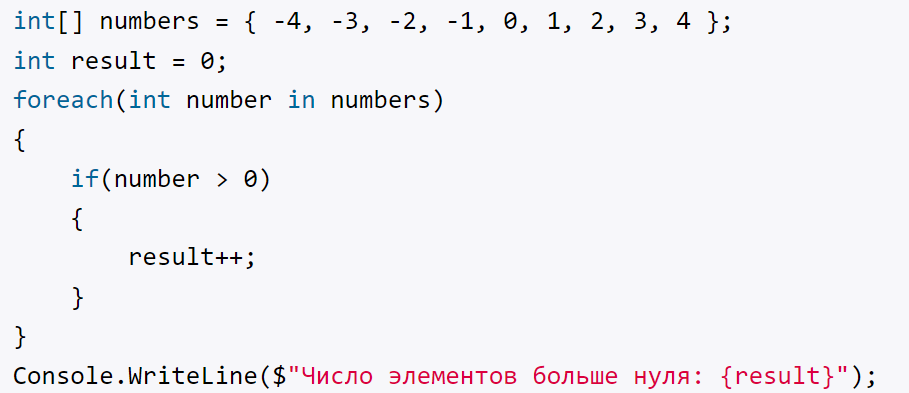 int[] numbers = { -4, -3, -2, -1, 0, 1, 2, 3, 4 };
int result = 0;
foreach(int number in numbers)
{
    if(number > 0)
    {
        result++;
    }
}
Console.WriteLine($"Число элементов больше нуля: {result}");